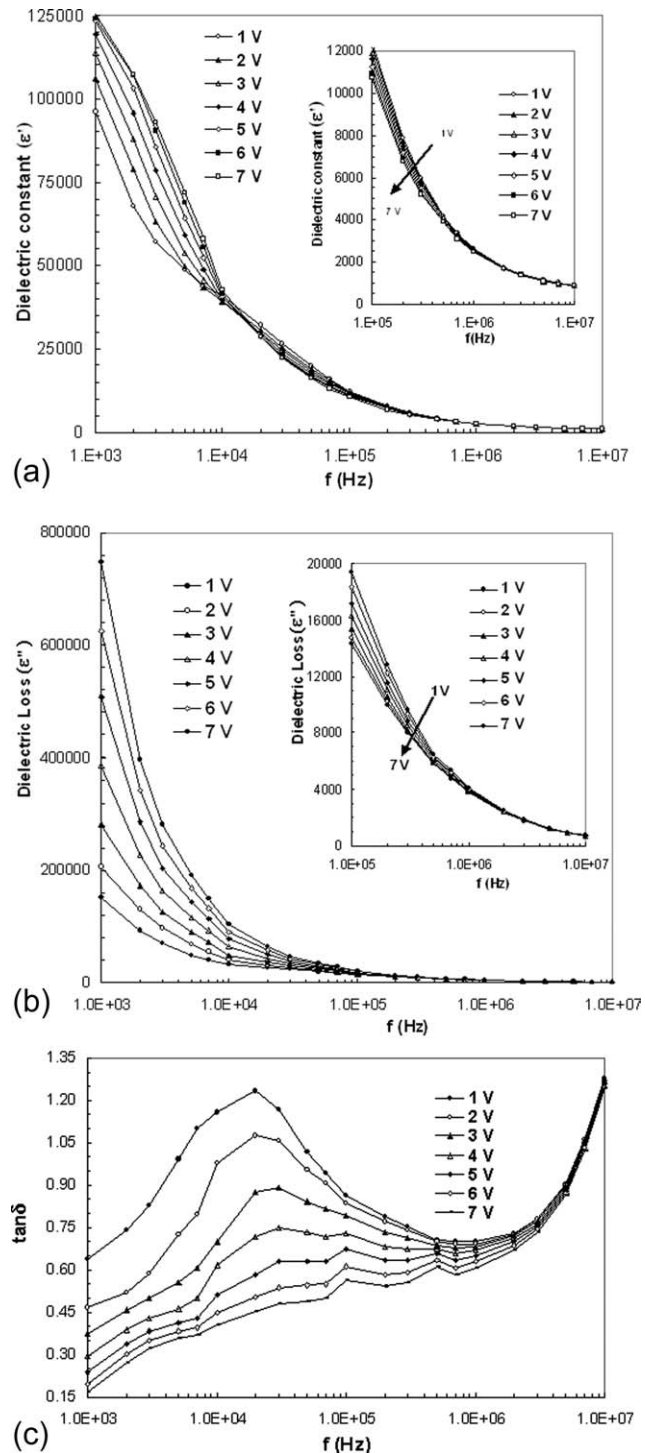 125000
100000
75000
50000
25000
0
Dielectric constant (ε')
1 V
2 V
3 V
4 V
5 V
6 V
7 V
1.E+03 1.E+04 1.E+05 1.E+06 1.E+07
f (Hz)
12000
10000
8000
6000
4000
2000
0
Dielectric constant (ε')
1 V
2 V
3 V
4 V
5 V
6 V
7 V
1 V
7 V
1.E+05 1.E+06 1.E+07
f(Hz)
(a)
800000
600000
400000
200000
0
Dielectric Loss (ε'')
1 V
2 V
3 V
4 V
5 V
6 V
7 V
1.0E+03 1.0E+04 1.0E+05 1.0E+06 1.0E+07
f (Hz)
20000
16000
12000
8000
4000
0
Dielectric Loss (ε'')
1 V
2 V
3 V
4 V
5 V
6 V
7 V
1V
7 V
1.0E+05 1.0E+06 1.0E+07
f (Hz)
(b)
1.35
1.20
1.05
0.90
0.75
0.60
0.45
0.30
0.15
tanδ
1 V
2 V
3 V
4 V
5 V
6 V
7 V
1.0E+03 1.0E+04 1.0E+05 1.0E+06 1.0E+07
f (Hz)
(c)